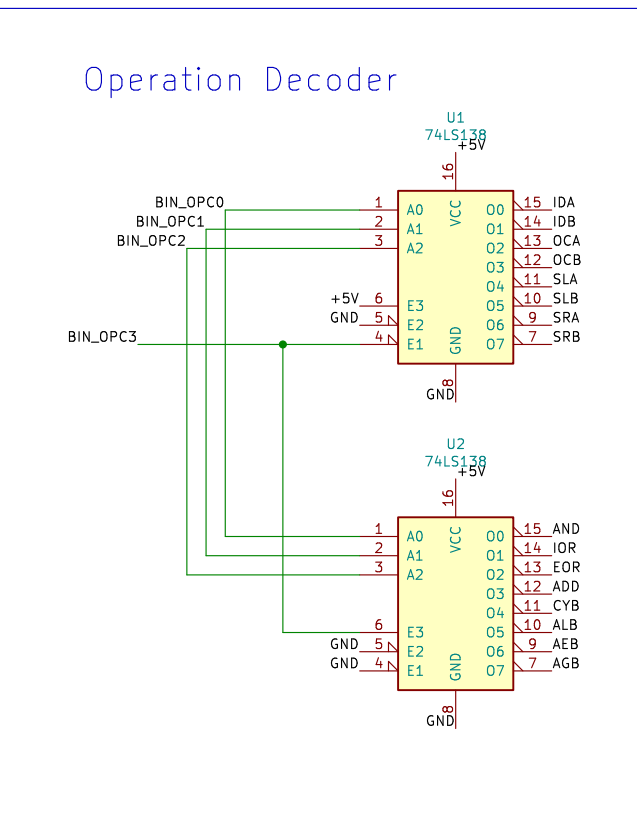 Operation Decoder
U1
74LS138
+5V
16
VCC
BIN_OPC0 1 A0 O0 15 IDA
BIN_OPC1 2 A1 O1 14 IDB
BIN_OPC2 3 A2 O2 13 OCA
O3 12 OCB
O4 11 SLA
+5V 6 E3 O5 10 SLB
GND 5 E2 O6 9 SRA
BIN_OPC3 4 E1 O7 7 SRB
GND
8
GND
U2
74LS138
+5V
16
VCC
1 A0 O0 15 AND
2 A1 O1 14 IOR
3 A2 O2 13 EOR
O3 12 ADD
O4 11 CYB
6 E3 O5 10 ALB
GND 5 E2 O6 9 AEB
GND 4 E1 O7 7 AGB
GND
8
GND